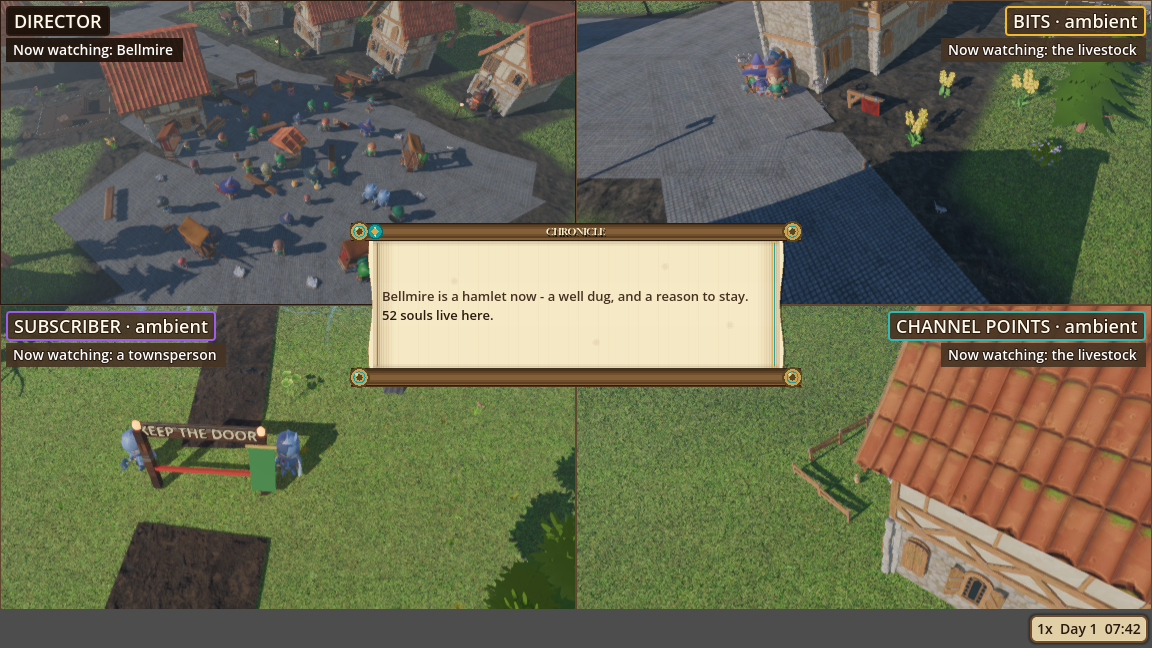 DIRECTOR
Now watching: Bellmire
BITS · ambient
Now watching: the livestock
CHRONICLE
Bellmire is a hamlet now - a well dug, and a reason to stay.
52 souls live here.
SUBSCRIBER · ambient
Now watching: a townsperson
CHANNEL POINTS · ambient
Now watching: the livestock
KEEP THE DOOR
1x Day 1 07:42